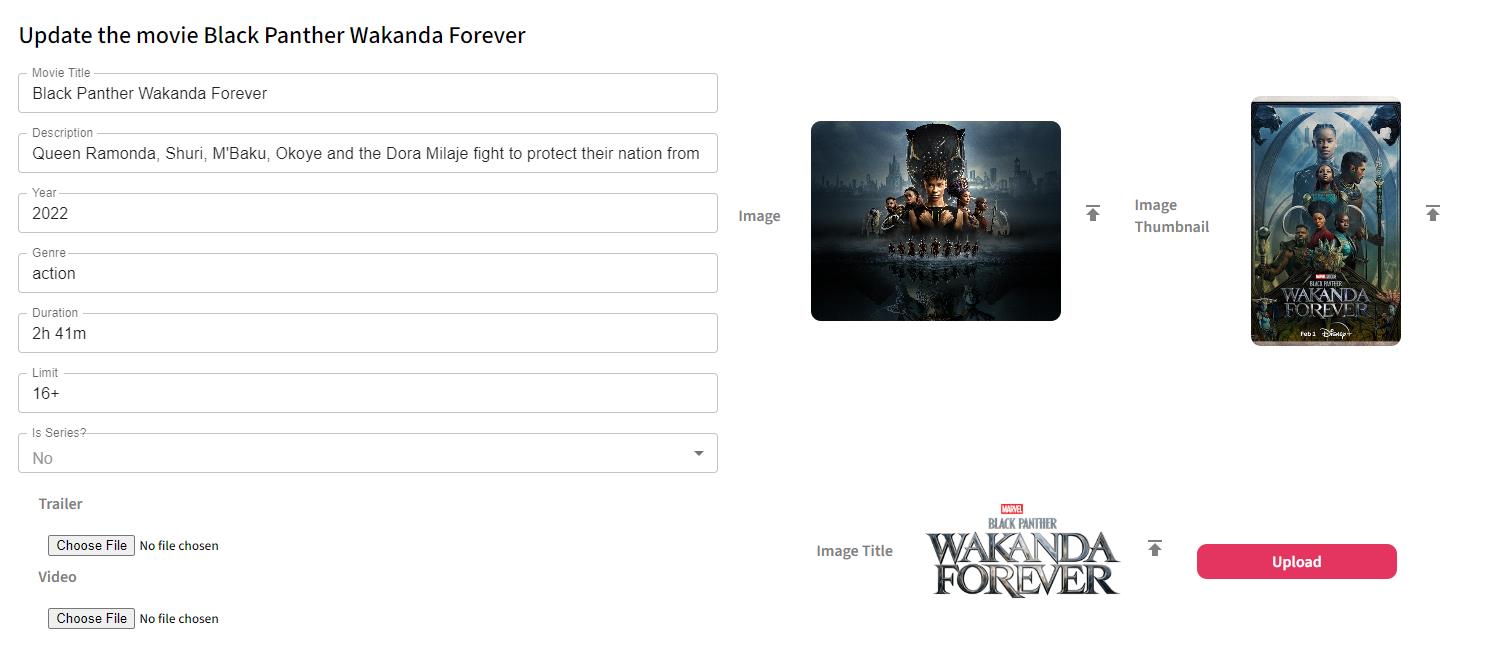 Update the movie Black Panther Wakanda Forever
Movie Title
Black Panther Wakanda Forever
Description
Queen Ramonda, Shuri, M'Baku, Okoye and the Dora Milaje fight to protect their nation from
Year
2022
Genre
action
Duration
2h 41m
Limit
16+
Is Series?
No
Trailer
Choose File No file chosen
Video
Choose File No file chosen
Image
Image
Thumbnail
MARVEL STUDIOS
BLACK PANTHER
WAKANDA
FOREVER
Feb 1 Disney+
Image Title
MARVEL
BLACK PANTHER
WAKANDA
FOREVER
Upload